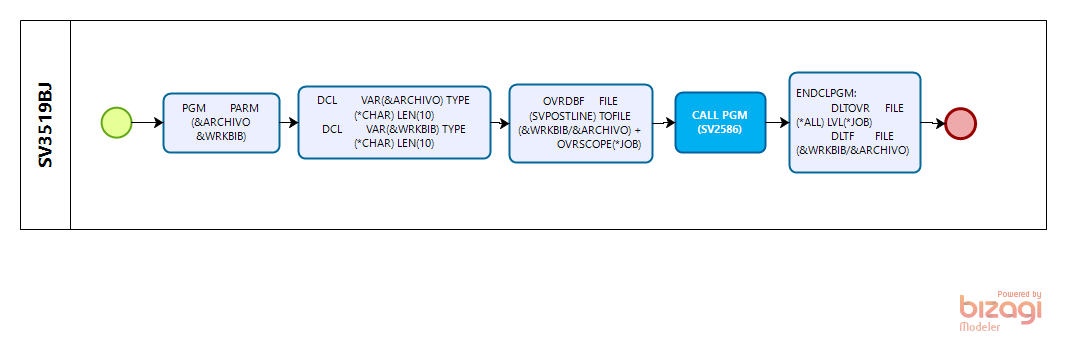 SV3519BJ
PGM PARM
(&ARCHIVO
&WRKBIB)
DCL VAR(&ARCHIVO) TYPE
(*CHAR) LEN(10)
DCL VAR(&WRKBIB) TYPE
(*CHAR) LEN(10)
OVRDBF FILE
(SVPOSTLINE) TOFILE
(&WRKBIB/&ARCHIVO) +
OVRSCOPE(*JOB)
CALL PGM
(SV2586)
ENDCLPGM:
DLTOVR FILE
(*ALL) LVL(*JOB)
DLTF FILE
(&WRKBIB/&ARCHIVO)
Powered by
bizagi
Modeler